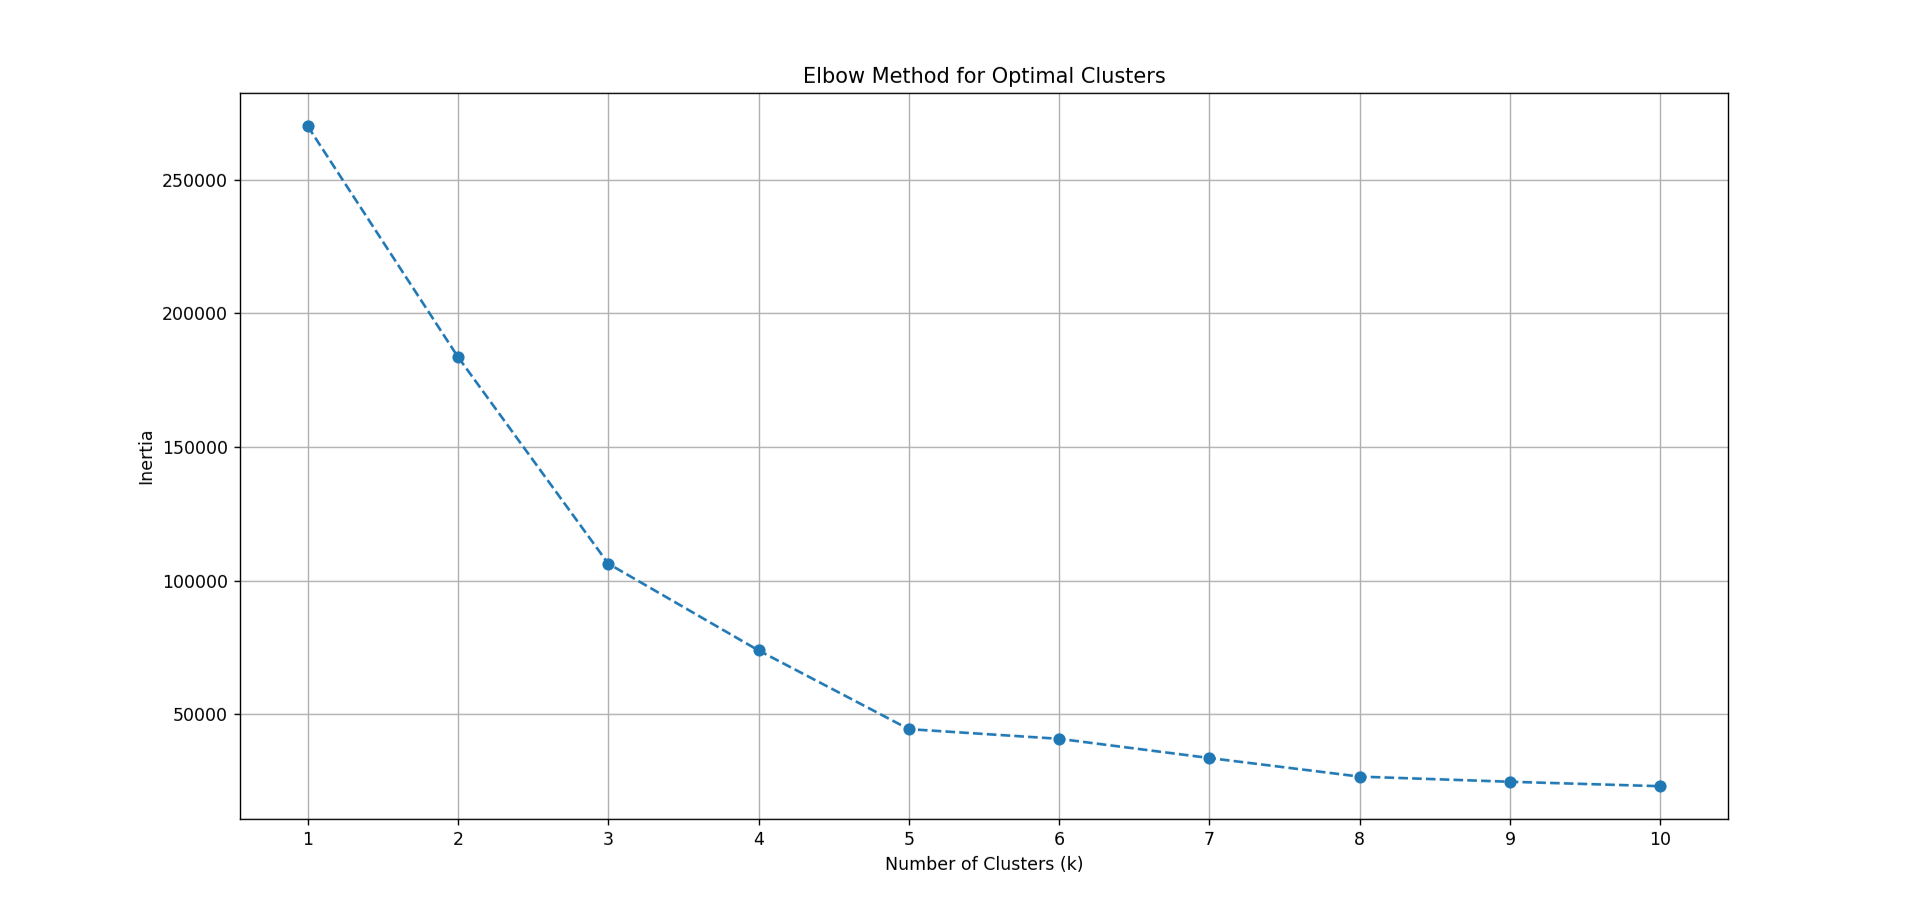 Elbow Method for Optimal Clusters
250000
200000
150000
100000
50000
Inertia
1 2 3 4 5 6 7 8 9 10
Number of Clusters (k)